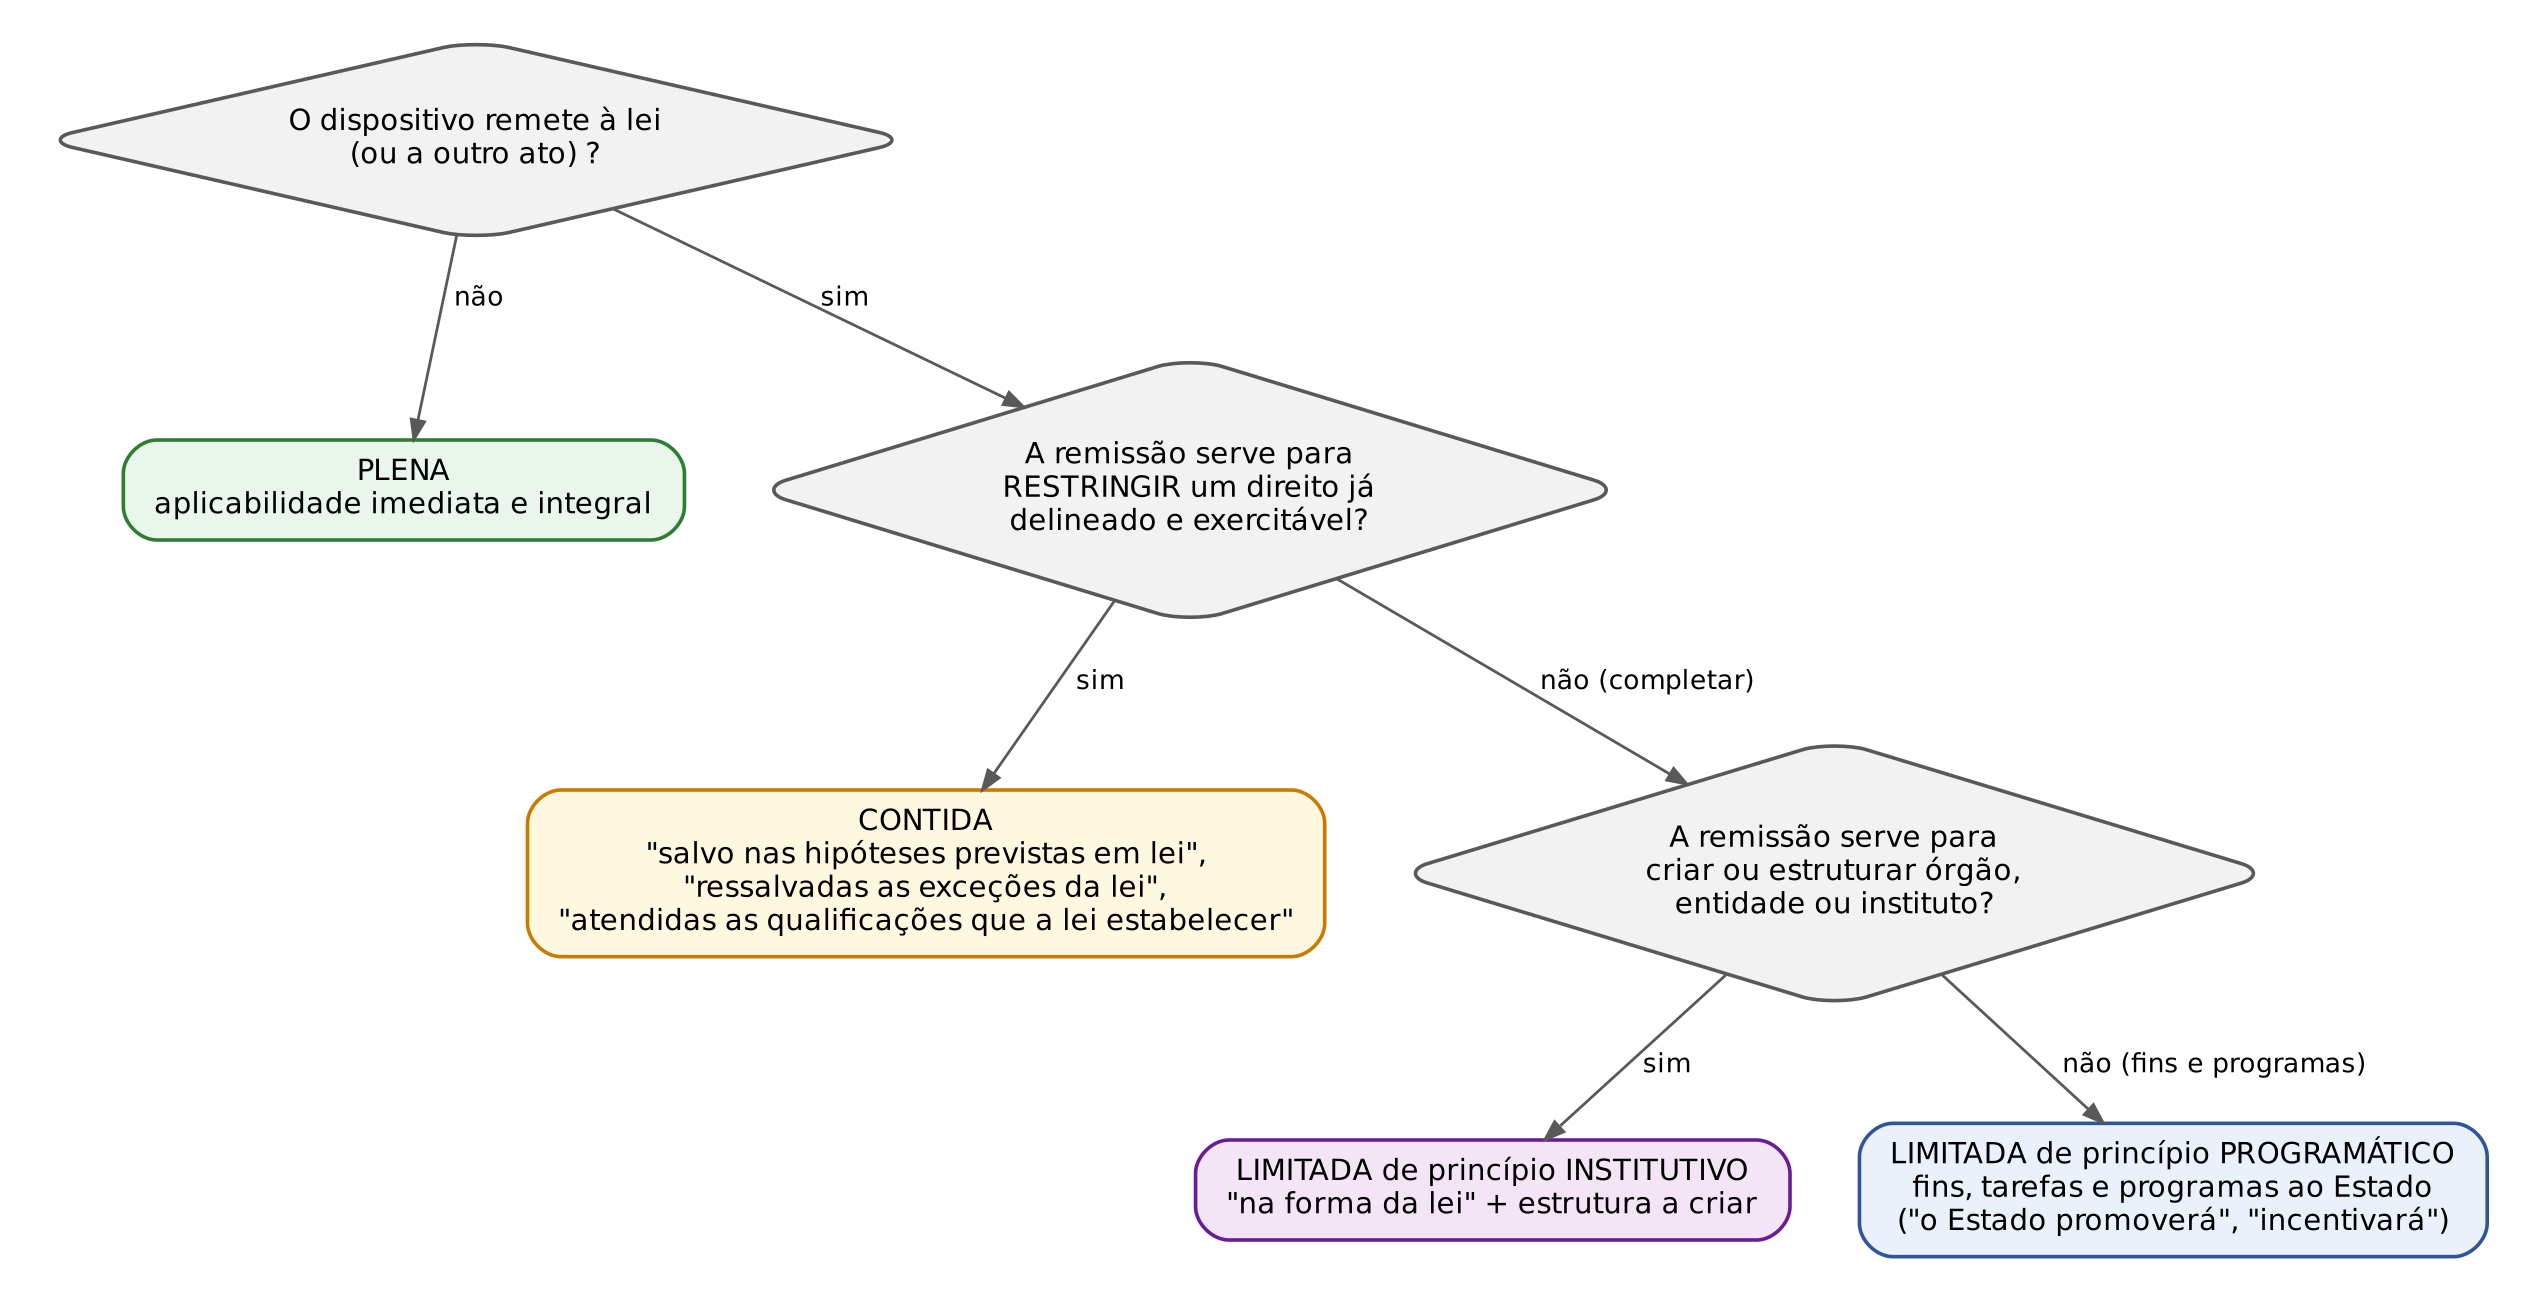 O dispositivo remete à lei
(ou a outro ato) ?
não
sim
PLENA
aplicabilidade imediata e integral
A remissão serve para
RESTRINGIR um direito já
delineado e exercitável?
sim
não (completar)
CONTIDA
"salvo nas hipóteses previstas em lei",
"ressalvadas as exceções da lei",
"atendidas as qualificações que a lei estabelecer"
A remissão serve para
criar ou estruturar órgão,
entidade ou instituto?
sim
não (fins e programas)
LIMITADA de princípio INSTITUTIVO
"na forma da lei" + estrutura a criar
LIMITADA de princípio PROGRAMÁTICO
fins, tarefas e programas ao Estado
("o Estado promoverá", "incentivará")